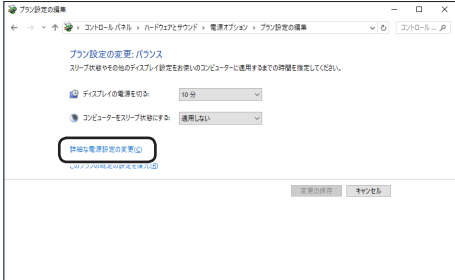 プラン設定の編集
コントロール パネル › ハードウェアとサウンド › 電源オプション › プラン設定の編集
コントロール ...
プラン設定の変更: バランス
スリープ状態やその他のディスプレイ設定をお使いのコンピューターに適用するまでの時間を指定してください。
ディスプレイの電源を切る: 10 分
コンピューターをスリープ状態にする: 適用しない
詳細な電源設定の変更(C)
このプランの既定の設定を復元(R)
変更の保存 キャンセル